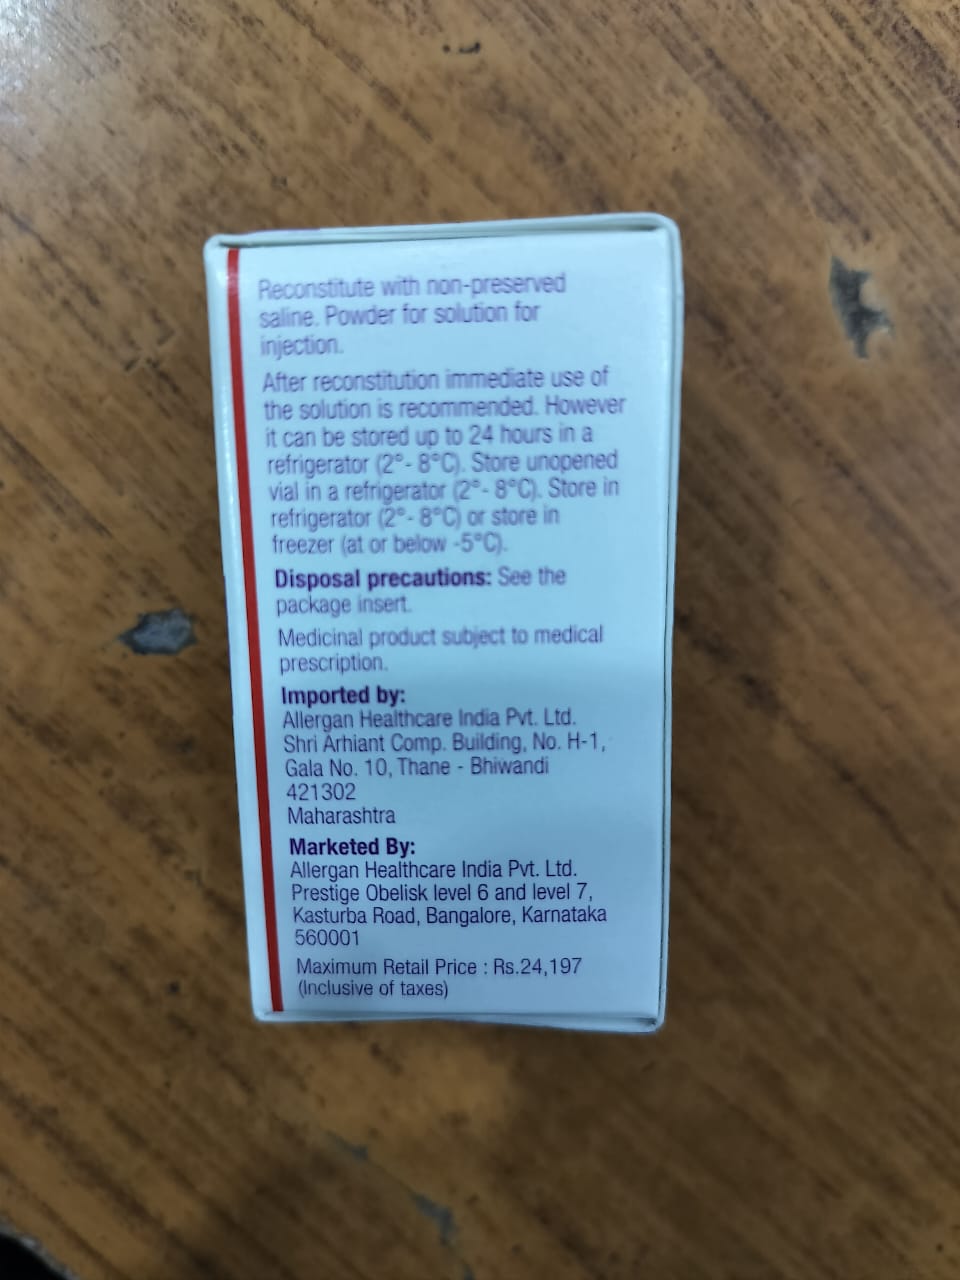 Reconstitute with non-preserved
saline. Powder for solution for
injection.
After reconstitution immediate use of
the solution is recommended. However
it can be stored up to 24 hours in a
refrigerator (2°- 8°C). Store unopened
vial in a refrigerator (2°- 8°C). Store in
refrigerator (2°- 8°C) or store in
freezer (at or below -5°C).
Disposal precautions: See the
package insert.
Medicinal product subject to medical
prescription.
Imported by:
Allergan Healthcare India Pvt. Ltd.
Shri Arhiant Comp. Building, No. H-1,
Gala No. 10, Thane - Bhiwandi
421302
Maharashtra
Marketed By:
Allergan Healthcare India Pvt. Ltd.
Prestige Obelisk level 6 and level 7,
Kasturba Road, Bangalore, Karnataka
560001
Maximum Retail Price : Rs.24,197
(Inclusive of taxes)